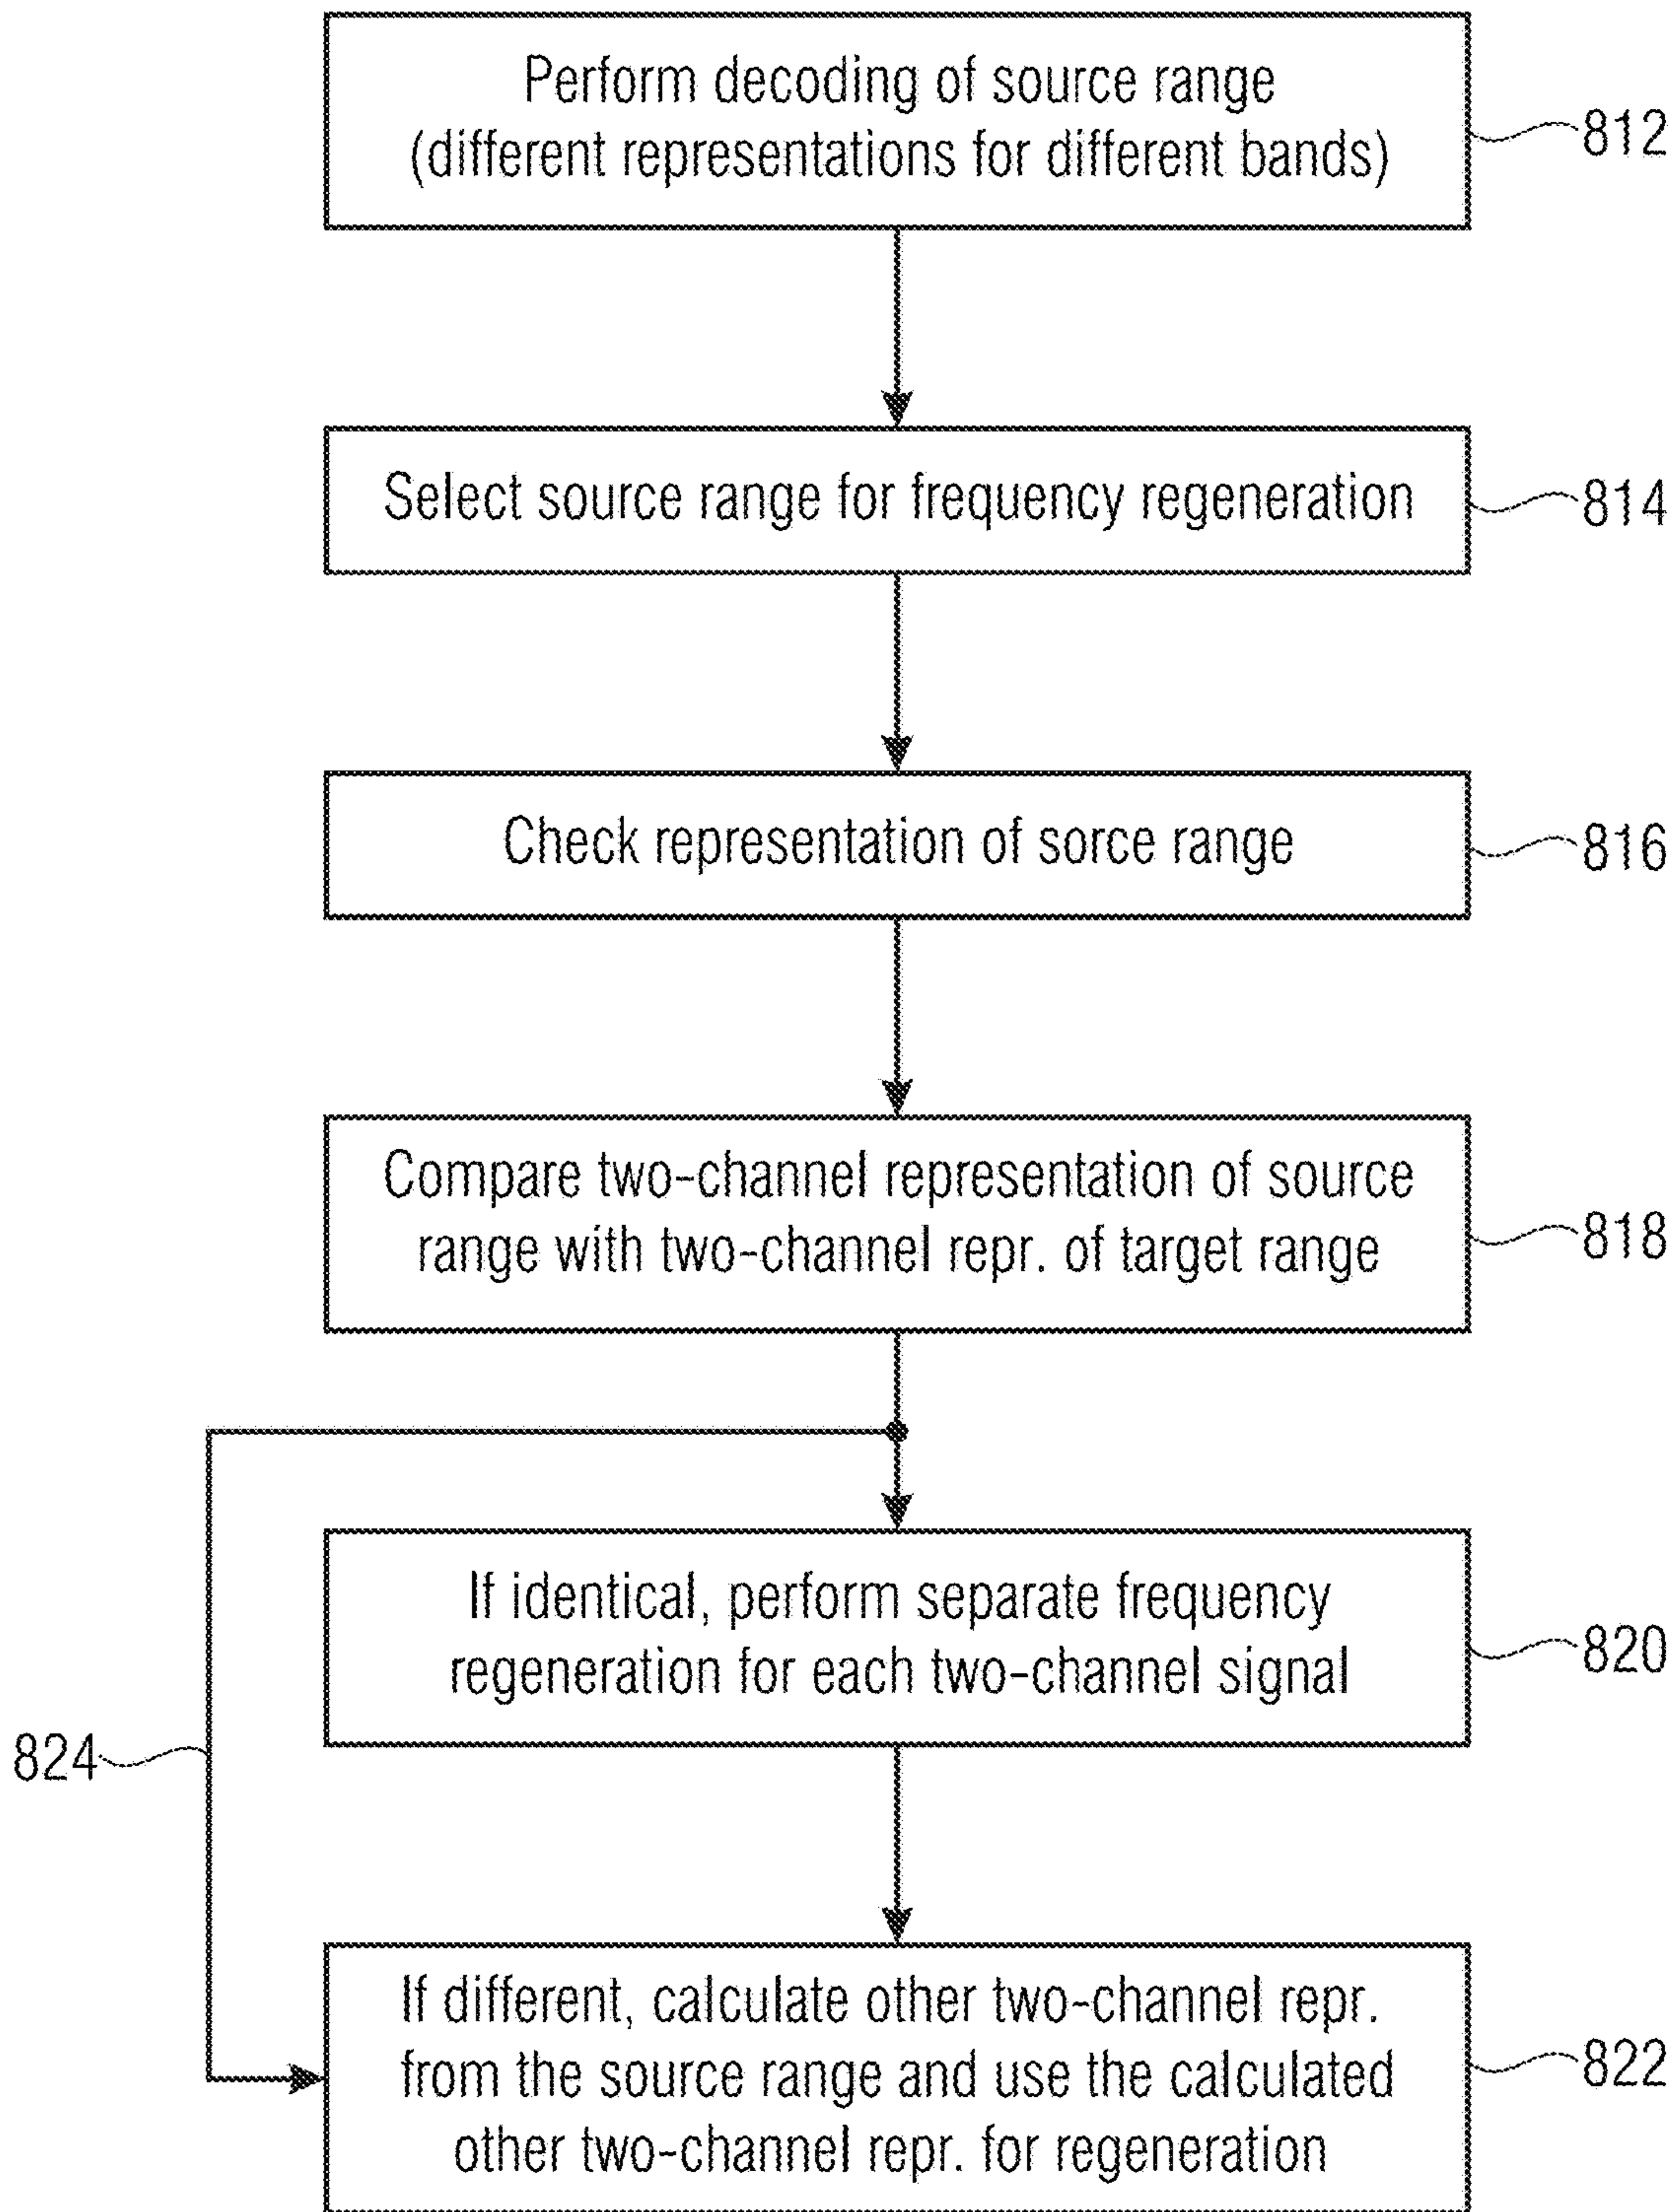 Perform decoding of source range
(different representations for different bands)
812
Select source range for frequency regeneration
814
Check representation of sorce range
816
Compare two-channel representation of source
range with two-channel repr. of target range
818
If identical, perform separate frequency
regeneration for each two-channel signal
820
824
If different, calculate other two-channel repr.
from the source range and use the calculated
other two-channel repr. for regeneration
822